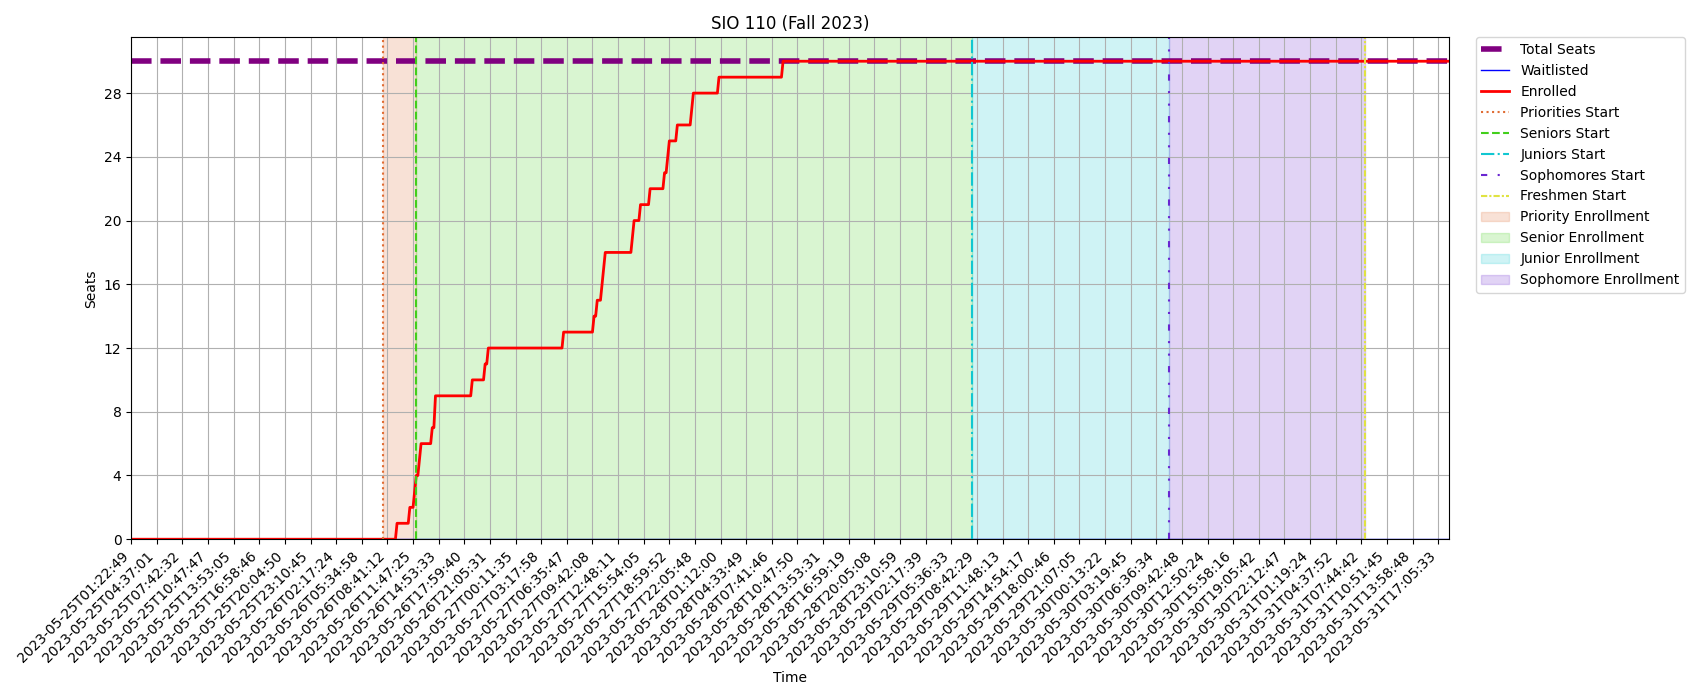 SIO 110 (Fall 2023)
Seats
28
24
20
16
12
8
4
0
2023-05-25T01:22:49
2023-05-25T04:37:01
2023-05-25T07:42:32
2023-05-25T10:47:47
2023-05-25T13:53:05
2023-05-25T16:58:46
2023-05-25T20:04:50
2023-05-25T23:10:45
2023-05-26T02:17:24
2023-05-26T05:34:58
2023-05-26T08:41:12
2023-05-26T11:47:25
2023-05-26T14:53:33
2023-05-26T17:59:40
2023-05-26T21:05:31
2023-05-27T00:11:35
2023-05-27T03:17:58
2023-05-27T06:35:47
2023-05-27T09:42:08
2023-05-27T12:48:11
2023-05-27T15:54:05
2023-05-27T18:59:52
2023-05-27T22:05:48
2023-05-28T01:12:00
2023-05-28T04:33:49
2023-05-28T07:41:46
2023-05-28T10:47:50
2023-05-28T13:53:31
2023-05-28T16:59:19
2023-05-28T20:05:08
2023-05-28T23:10:59
2023-05-29T02:17:39
2023-05-29T05:36:33
2023-05-29T08:42:29
2023-05-29T11:48:13
2023-05-29T14:54:17
2023-05-29T18:00:46
2023-05-29T21:07:05
2023-05-30T00:13:22
2023-05-30T03:19:45
2023-05-30T06:36:34
2023-05-30T09:42:48
2023-05-30T12:50:24
2023-05-30T15:58:16
2023-05-30T19:05:42
2023-05-30T22:12:47
2023-05-31T01:19:24
2023-05-31T04:37:52
2023-05-31T07:44:42
2023-05-31T10:51:45
2023-05-31T13:58:48
2023-05-31T17:05:33
Time
Total Seats
Waitlisted
Enrolled
Priorities Start
Seniors Start
Juniors Start
Sophomores Start
Freshmen Start
Priority Enrollment
Senior Enrollment
Junior Enrollment
Sophomore Enrollment